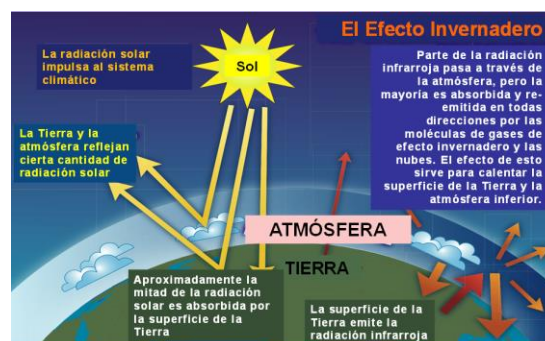 El Efecto Invernadero
La radiación solar
impulsa al sistema
climático
Sol
Parte de la radiación
infrarroja pasa a través de
la atmósfera, pero la
mayoría es absorbida y re-
emitida en todas
direcciones por las
moléculas de gases de
efecto invernadero y las
nubes. El efecto de esto
sirve para calentar la
superficie de la Tierra y la
atmósfera inferior.
La Tierra y la
atmósfera reflejan
cierta cantidad de
radiación solar
ATMÓSFERA
TIERRA
Aproximadamente la
mitad de la radiación
solar es absorbida por
la superficie de la
Tierra
La superficie de la
Tierra emite la
radiación infrarroja